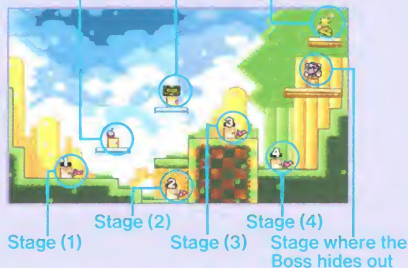 Stage (2)
Stage (4)
Stage (1)
Stage (3)
Stage where the
Boss hides out